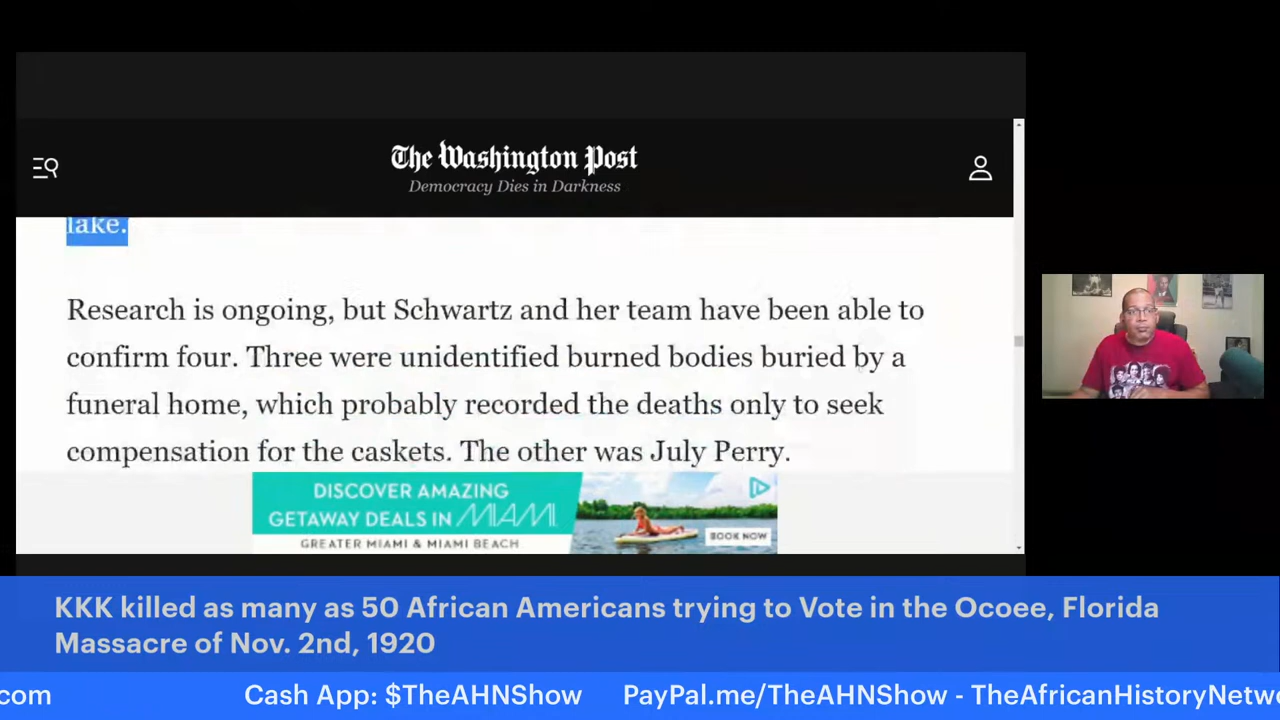 The Washington Post
Democracy Dies in Darkness
lake.
Research is ongoing, but Schwartz and her team have been able to
confirm four. Three were unidentified burned bodies buried by a
funeral home, which probably recorded the deaths only to seek
compensation for the caskets. The other was July Perry.
DISCOVER AMAZING
GETAWAY DEALS IN MIAMI
GREATER MIAMI & MIAMI BEACH
BOOK NOW
KKK killed as many as 50 African Americans trying to Vote in the Ocoee, Florida
Massacre of Nov. 2nd, 1920
com Cash App: $TheAHNShow PayPal.me/TheAHNShow - TheAfricanHistoryNetw